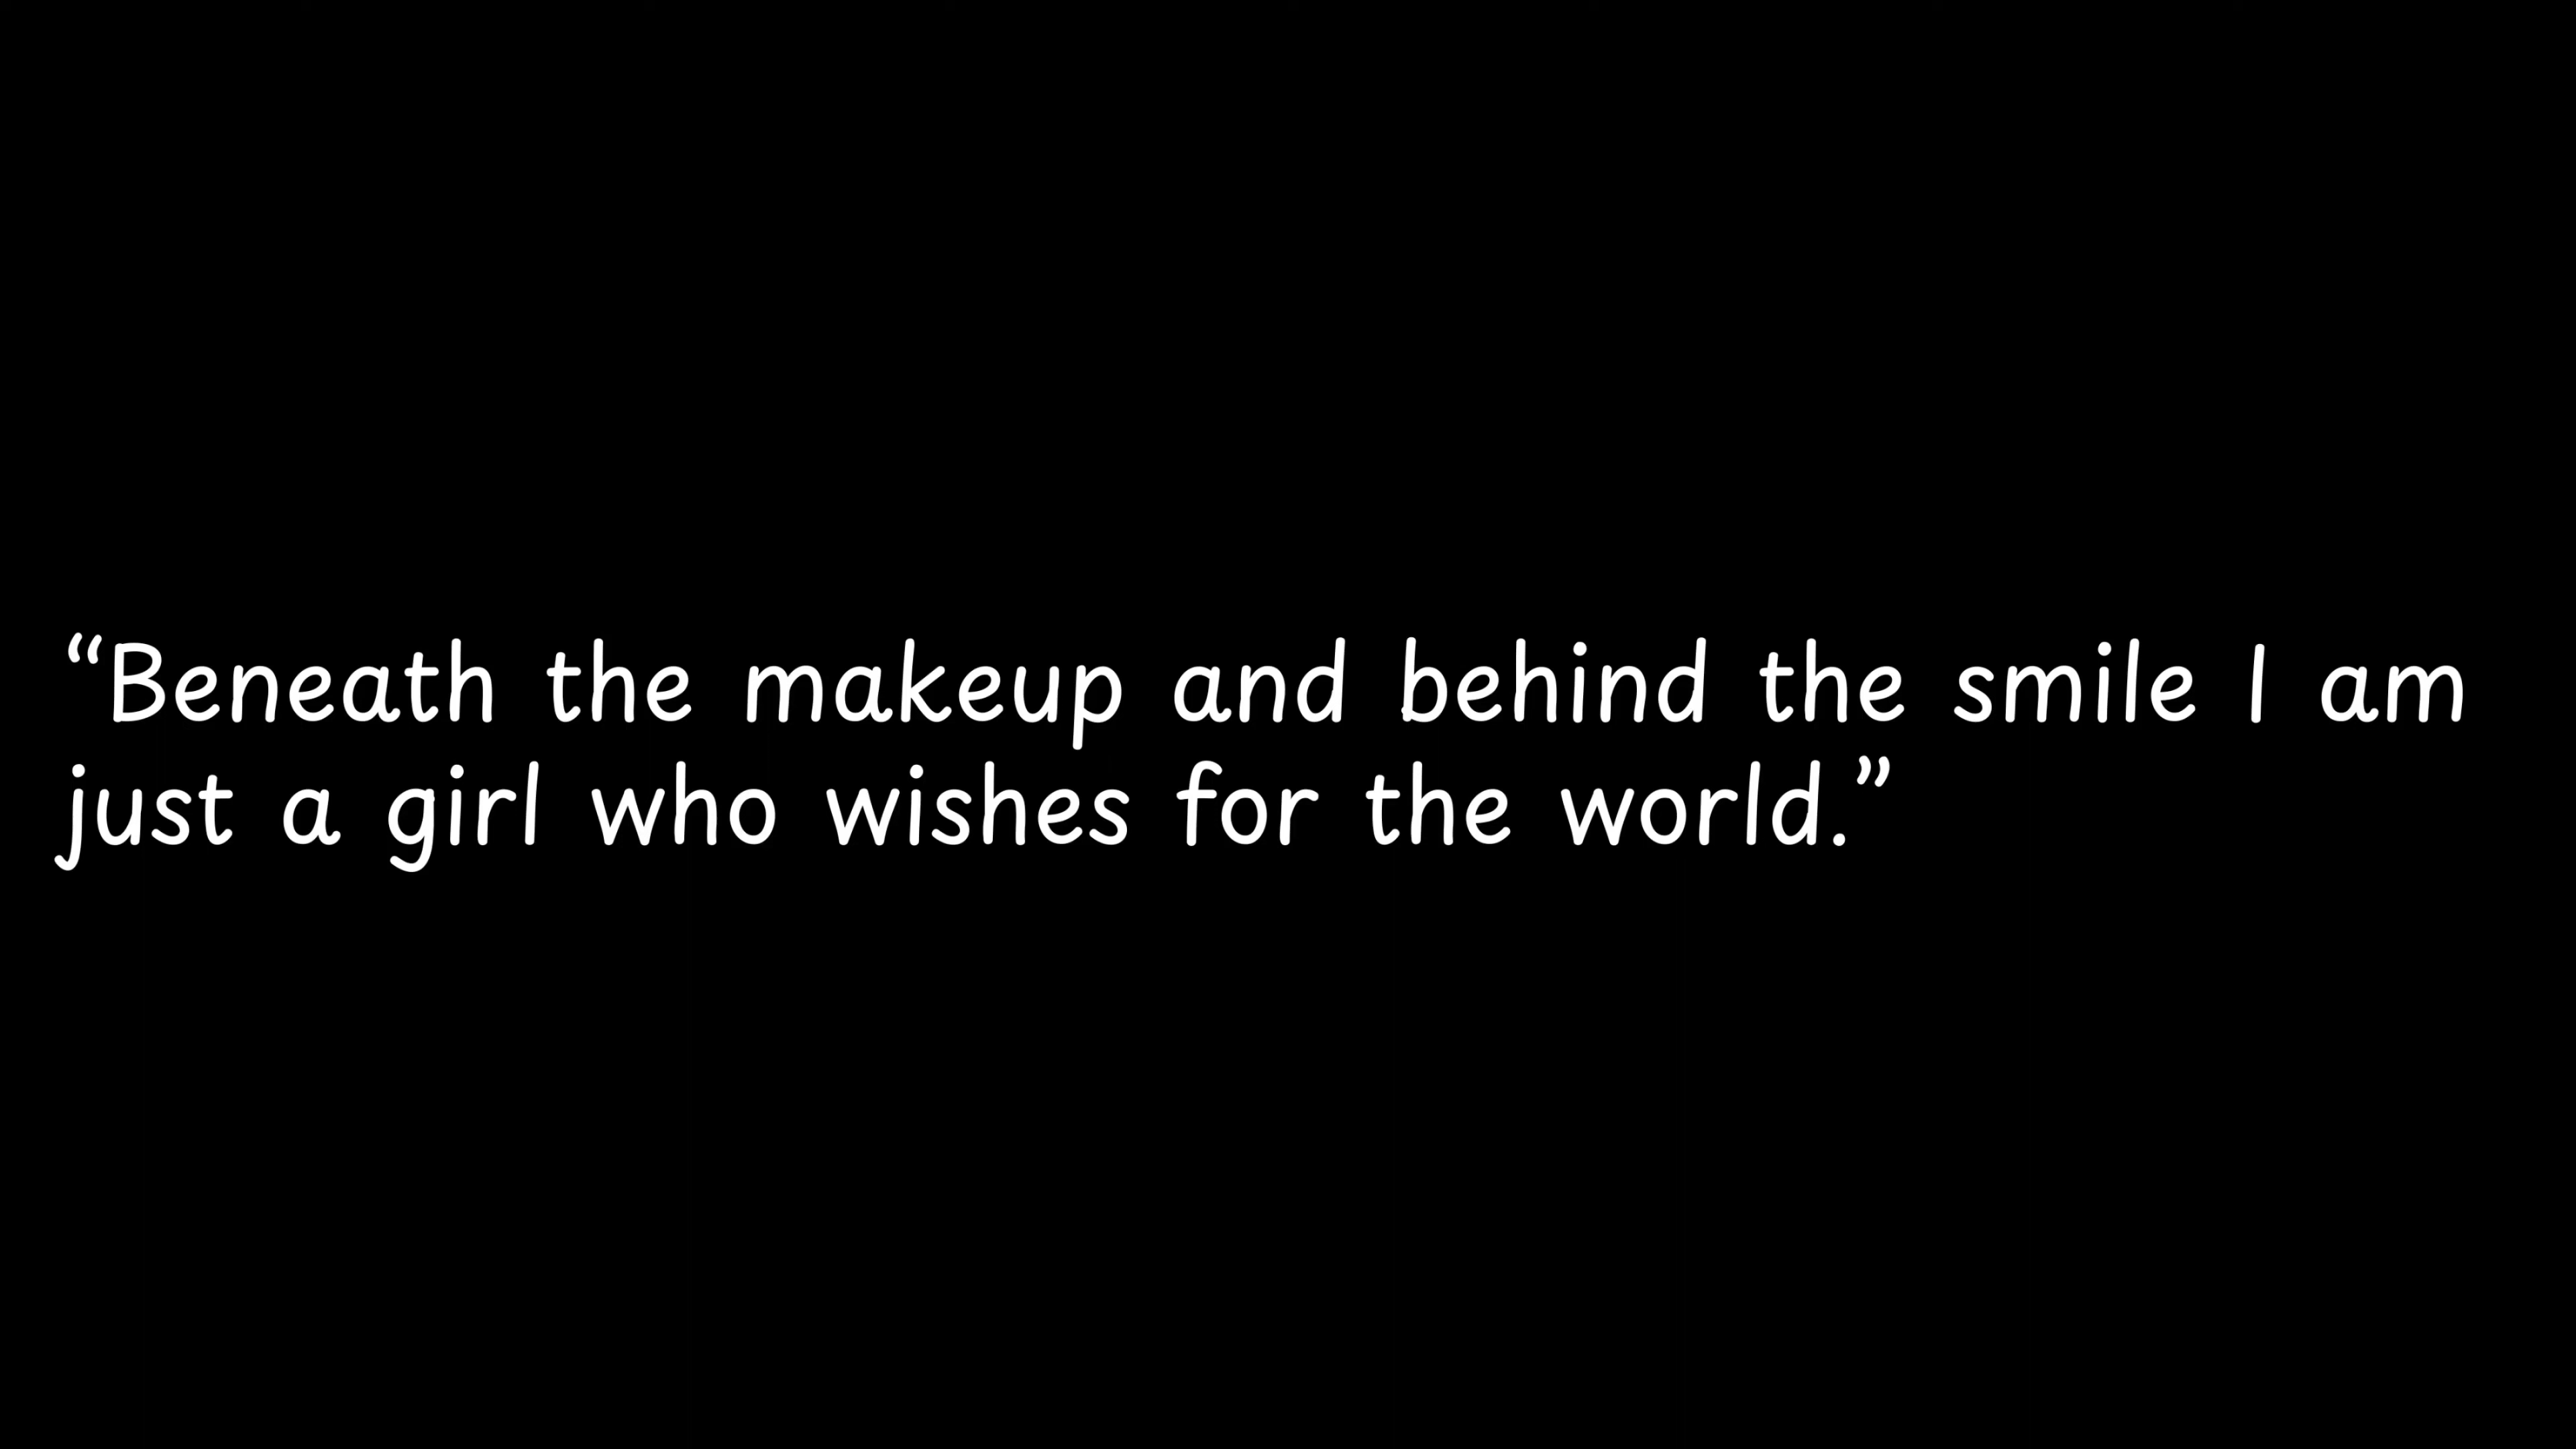 “Beneath the makeup and behind the smile I am
just a girl who wishes for the world.”